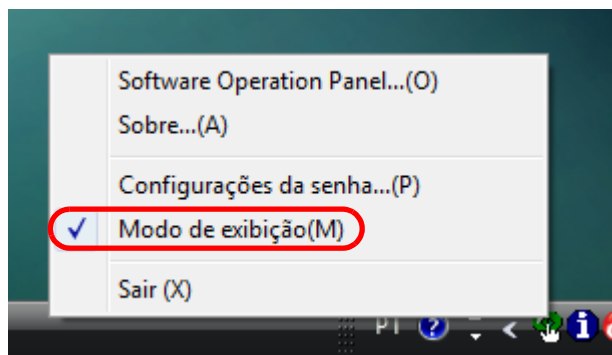 Software Operation Panel...(O)
Sobre...(A)
Configurações da senha...(P)
Modo de exibição(M)
Sair (X)
PT